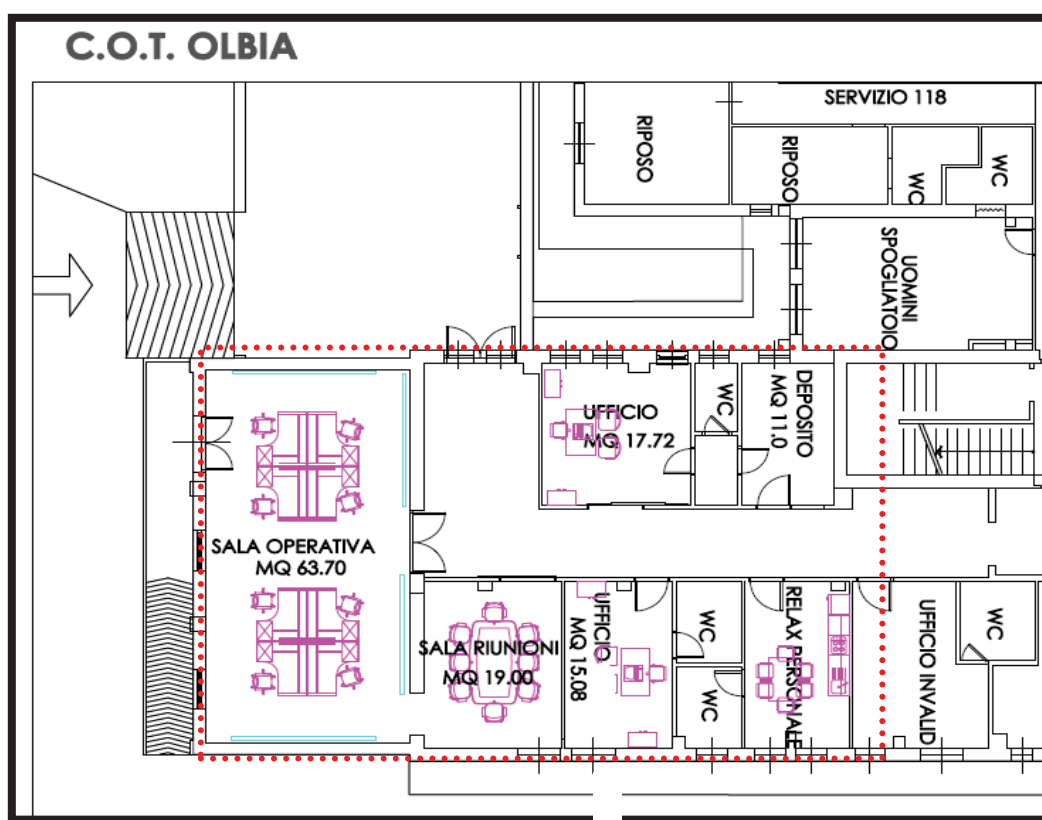 C.O.T. OLBIA
SERVIZIO 118
RIPOSO
RIPOSO
WC
WC
UOMINI
SPOGLIATOIO
UFFICIO
MQ 17.72
WC
DEPOSITO
MQ 11.0
SALA OPERATIVA
MQ 63.70
SALA RIUNIONI
MQ 19.00
UFFICIO
MQ 15.08
WC
WC
RELAX PERSONALE
UFFICIO INVALID
WC